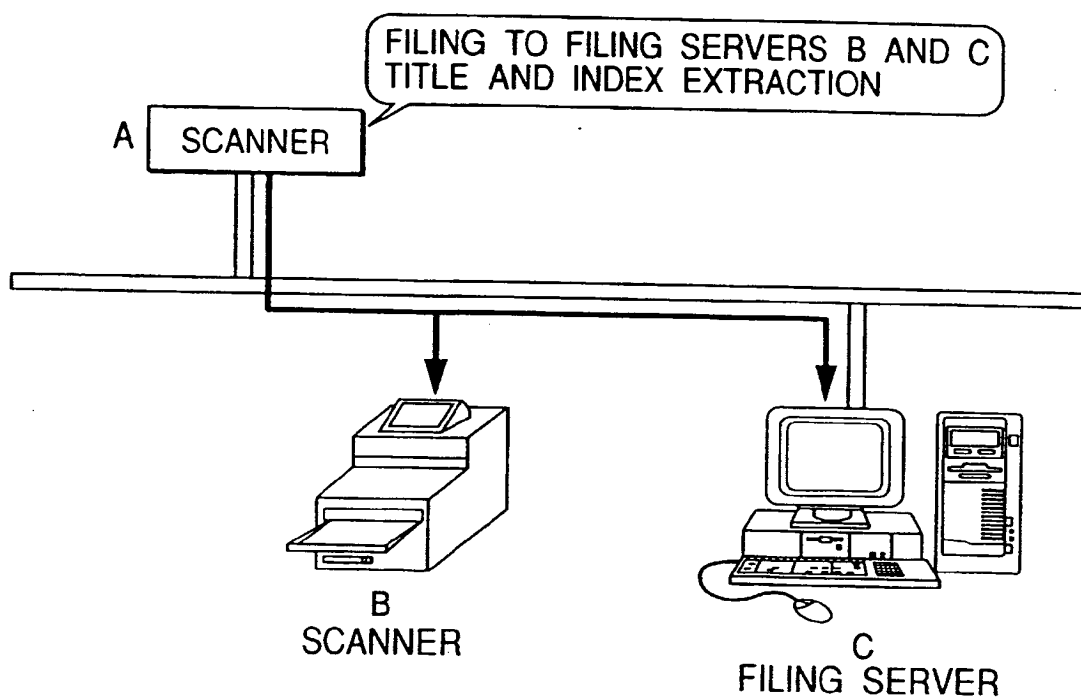 FILING TO FILING SERVERS B AND C
TITLE AND INDEX EXTRACTION
A
SCANNER
B
SCANNER
C
FILING SERVER